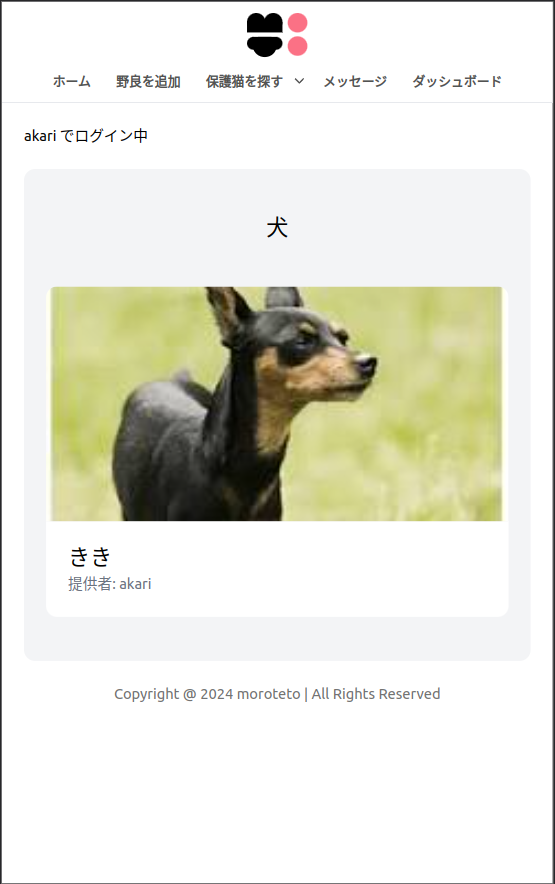 ホーム 野良を追加 保護猫を探す メッセージ ダッシュボード
akari でログイン中
犬
きき
提供者: akari
Copyright @ 2024 moroteto | All Rights Reserved